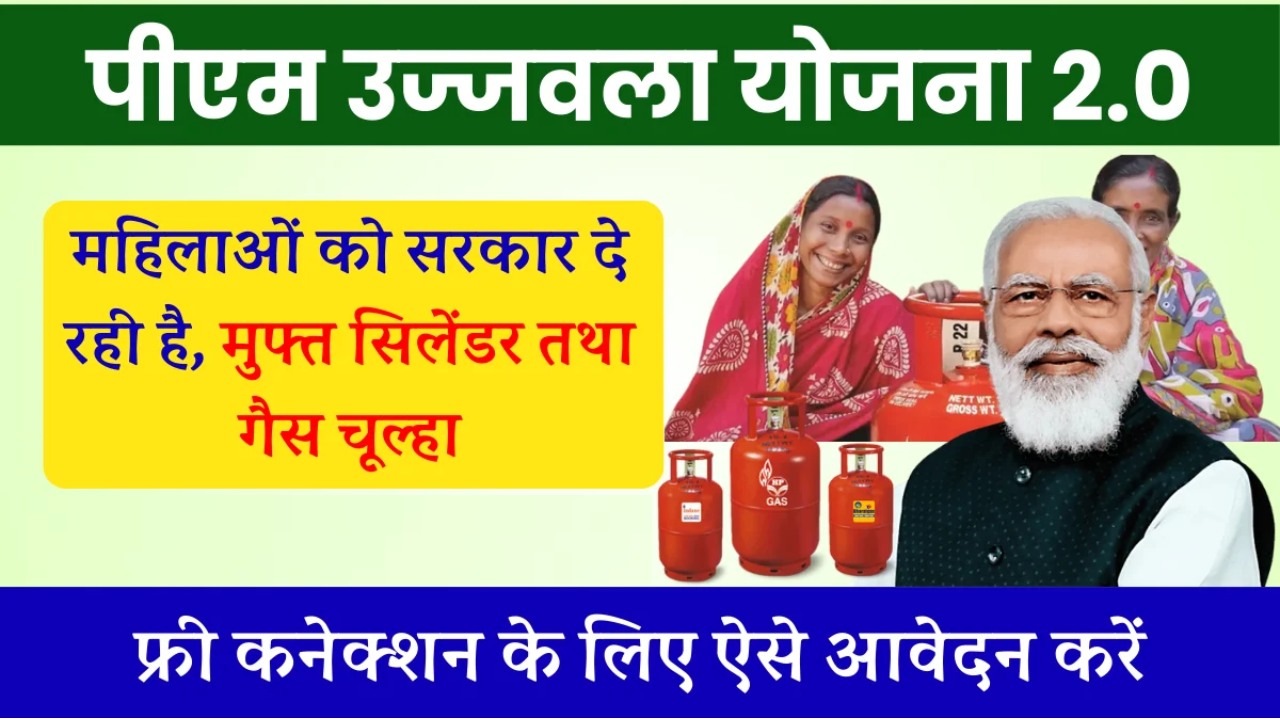 पीएम उज्जवला योजना 2.0
महिलाओं को सरकार दे
रही है, मुफ्त सिलेंडर तथा
गैस चूल्हा
B 22
NETT WT.
GROSS WT.
HP
GAS
फ्री कनेक्शन के लिए ऐसे आवेदन करें